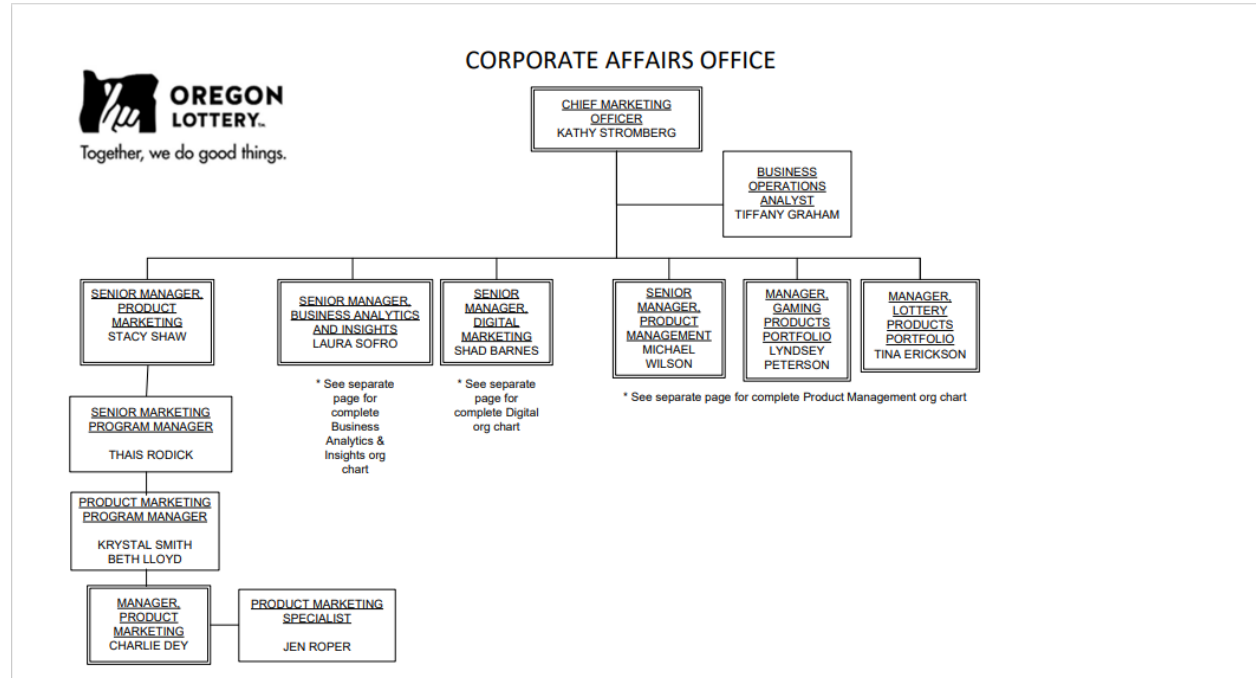 CORPORATE AFFAIRS OFFICE
OREGON
LOTTERY™
Together, we do good things.
CHIEF MARKETING
OFFICER
KATHY STROMBERG
BUSINESS
OPERATIONS
ANALYST
TIFFANY GRAHAM
SENIOR MANAGER,
PRODUCT
MARKETING
STACY SHAW
SENIOR MANAGER,
BUSINESS ANALYTICS
AND INSIGHTS
LAURA SOFRO
SENIOR
MANAGER,
DIGITAL
MARKETING
SHAD BARNES
SENIOR
MANAGER,
PRODUCT
MANAGEMENT
MICHAEL
WILSON
MANAGER,
GAMING
PRODUCTS
PORTFOLIO
LYNDSEY
PETERSON
MANAGER,
LOTTERY
PRODUCTS
PORTFOLIO
TINA ERICKSON
* See separate
page for
complete
Business
Analytics &
Insights org
chart
* See separate
page for
complete Digital
org chart
* See separate page for complete Product Management org chart
SENIOR MARKETING
PROGRAM MANAGER
THAIS RODICK
PRODUCT MARKETING
PROGRAM MANAGER
KRYSTAL SMITH
BETH LLOYD
MANAGER,
PRODUCT
MARKETING
CHARLIE DEY
PRODUCT MARKETING
SPECIALIST
JEN ROPER